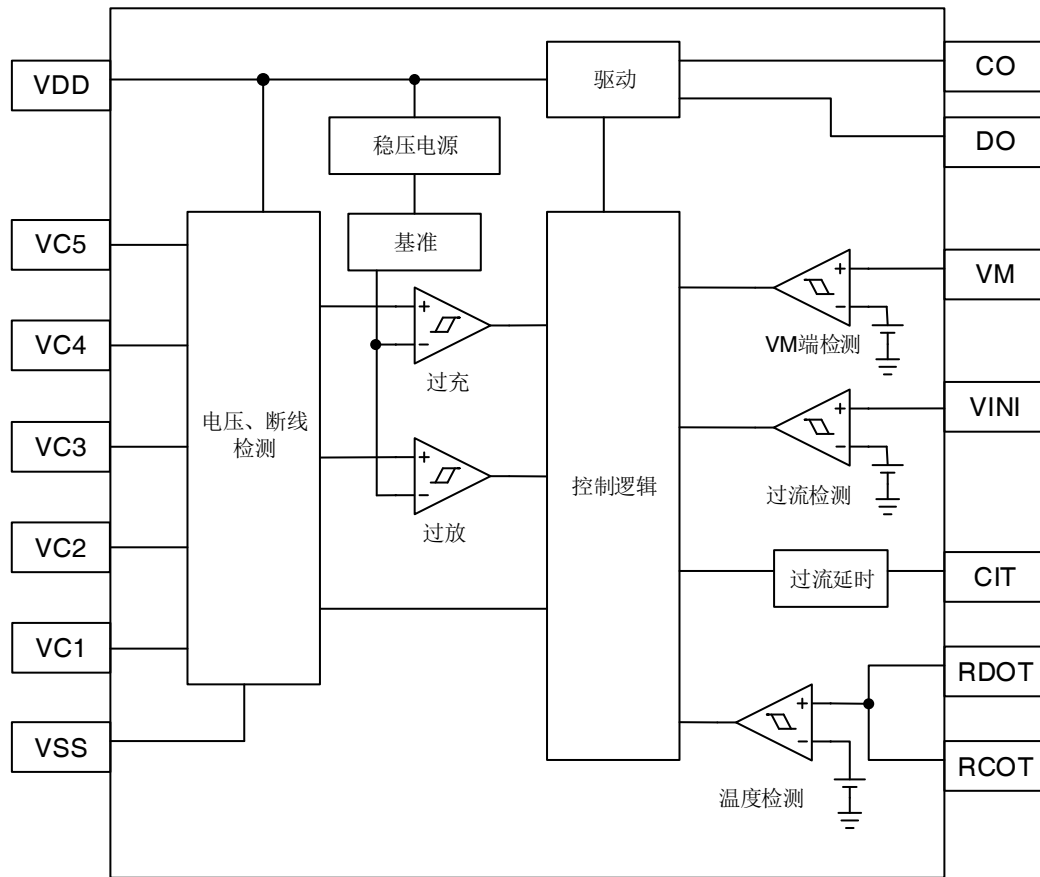 VDD
VC5
VC4
VC3
VC2
VC1
VSS
稳压电源
基准
电压、断线
检测
+
−
过充
+
−
过放
驱动
控制逻辑
+
−
VM端检测
+
−
过流检测
过流延时
+
−
温度检测
CO
DO
VM
VINI
CIT
RDOT
RCOT